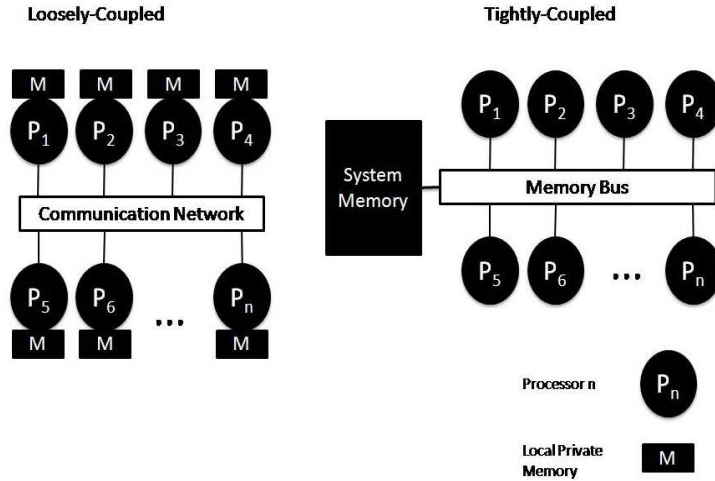 Loosely-Coupled
M M M M
P1 P2 P3 P4
Communication Network
P5 P6 ... Pn
M M M
Tightly-Coupled
P1 P2 P3 P4
System
Memory
Memory Bus
P5 P6 ... Pn
Processor n
Pn
Local Private
Memory
M